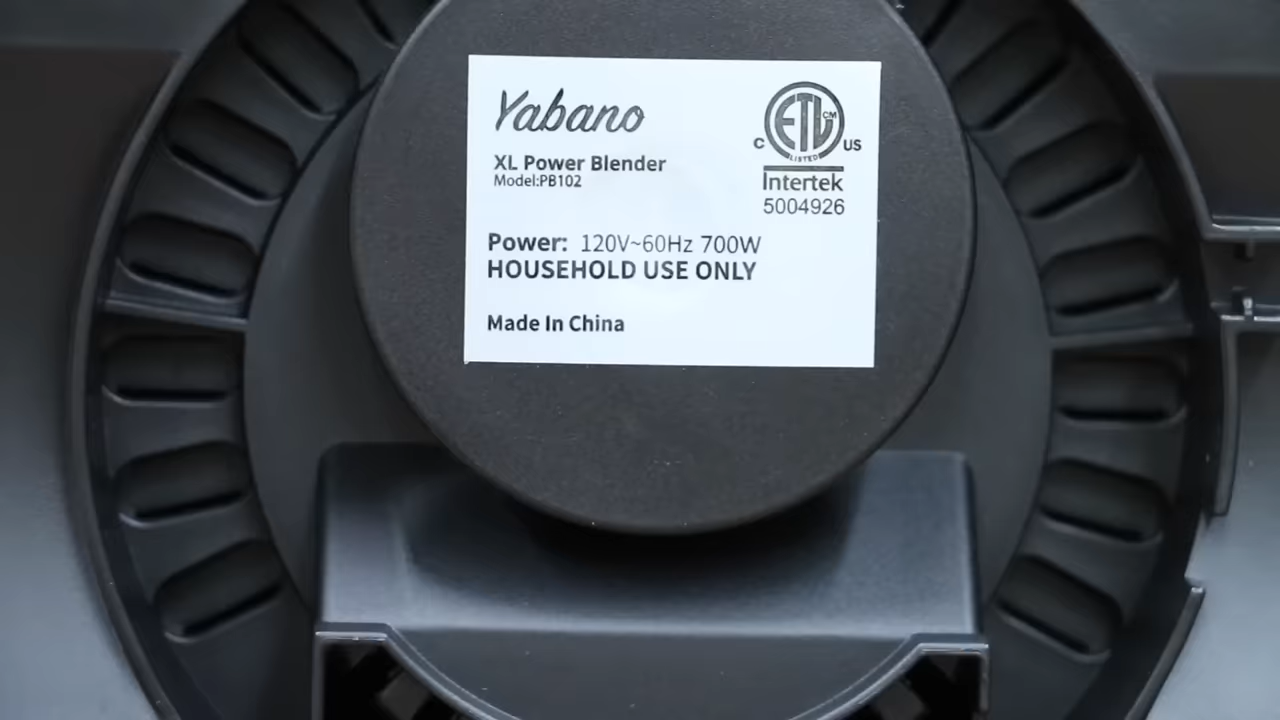 Yabano
XL Power Blender
Model:PB102
ETL CM
C US
LISTED
Intertek
5004926
Power: 120V~60Hz 700W
HOUSEHOLD USE ONLY
Made In China